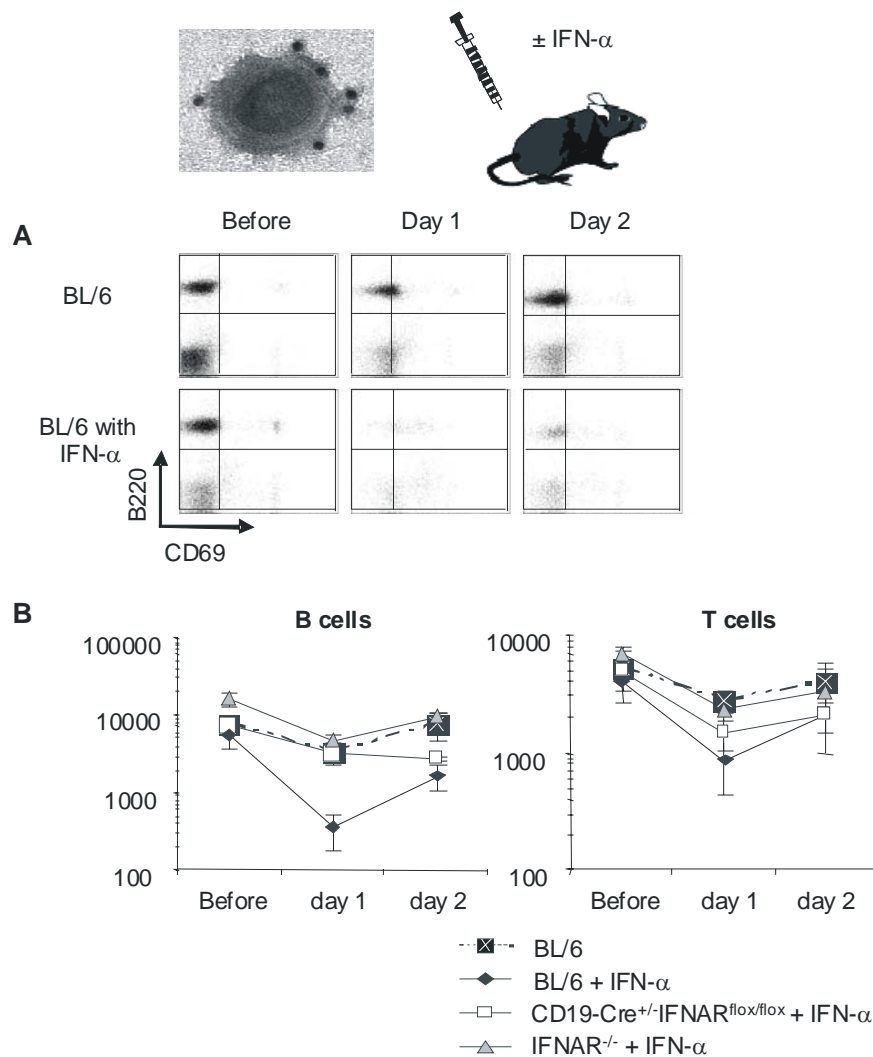 ± IFN-α
A
Before Day 1 Day 2
BL/6
BL/6 with
IFN-α
B220
CD69
B
B cells T cells
100000
10000
1000
100
Before day 1 day 2
10000
1000
100
Before day 1 day 2
BL/6
BL/6 + IFN-α
CD19-Cre+/-IFNARflox/flox + IFN-α
IFNAR-/- + IFN-α